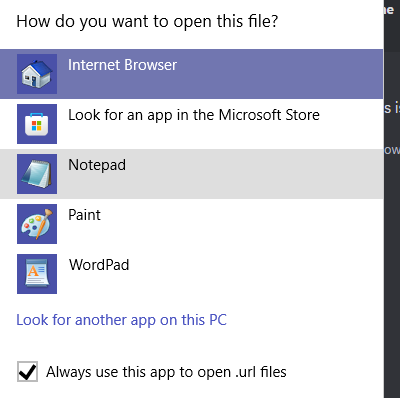 How do you want to open this file?
Internet Browser
Look for an app in the Microsoft Store
Notepad
Paint
WordPad
Look for another app on this PC
Always use this app to open .url files